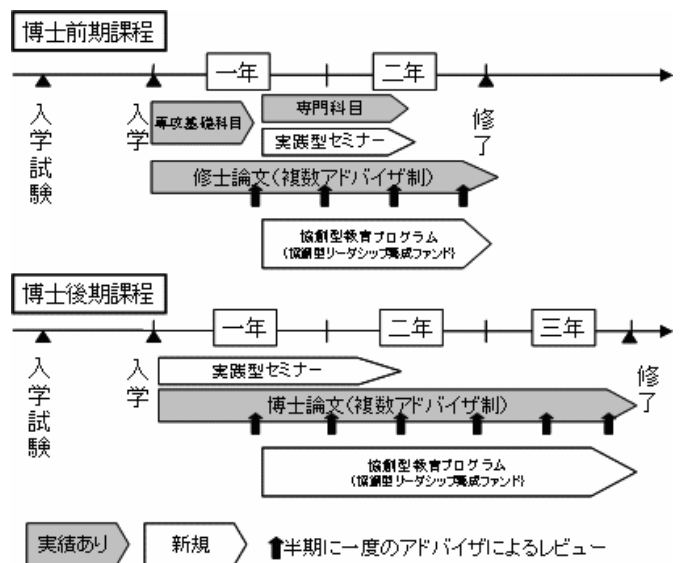 博士前期課程
一年
二年
入学試験
入学
専攻基礎科目
専門科目
実践型セミナー
修了
修士論文(複数アドバイザ制)
協創型教育プログラム
(協創型リーダシップ養成ファンド)
博士後期課程
一年
二年
三年
入学試験
入学
実践型セミナー
修了
博士論文(複数アドバイザ制)
協創型教育プログラム
(協創型リーダシップ養成ファンド)
実績あり
新規
半期に一度のアドバイザによるレビュー